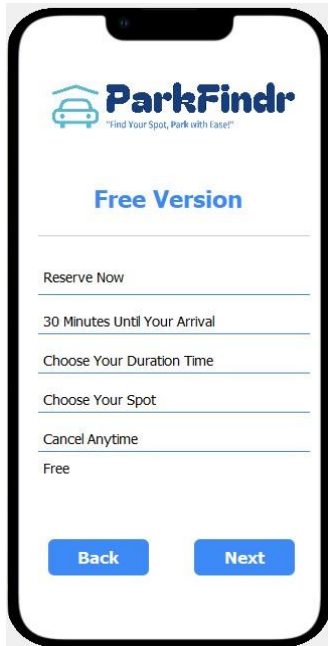 ParkFindr
"Find Your Spot, Park with Ease!"
Free Version
Reserve Now
30 Minutes Until Your Arrival
Choose Your Duration Time
Choose Your Spot
Cancel Anytime
Free
Back Next